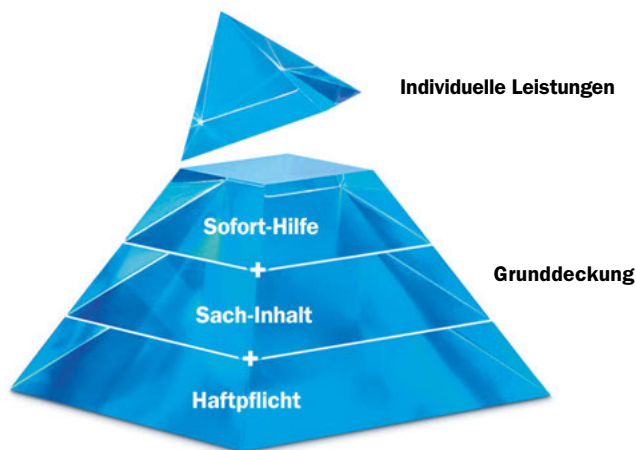 Individuelle Leistungen
Sofort-Hilfe
+
Grunddeckung
Sach-Inhalt
+
Haftpflicht